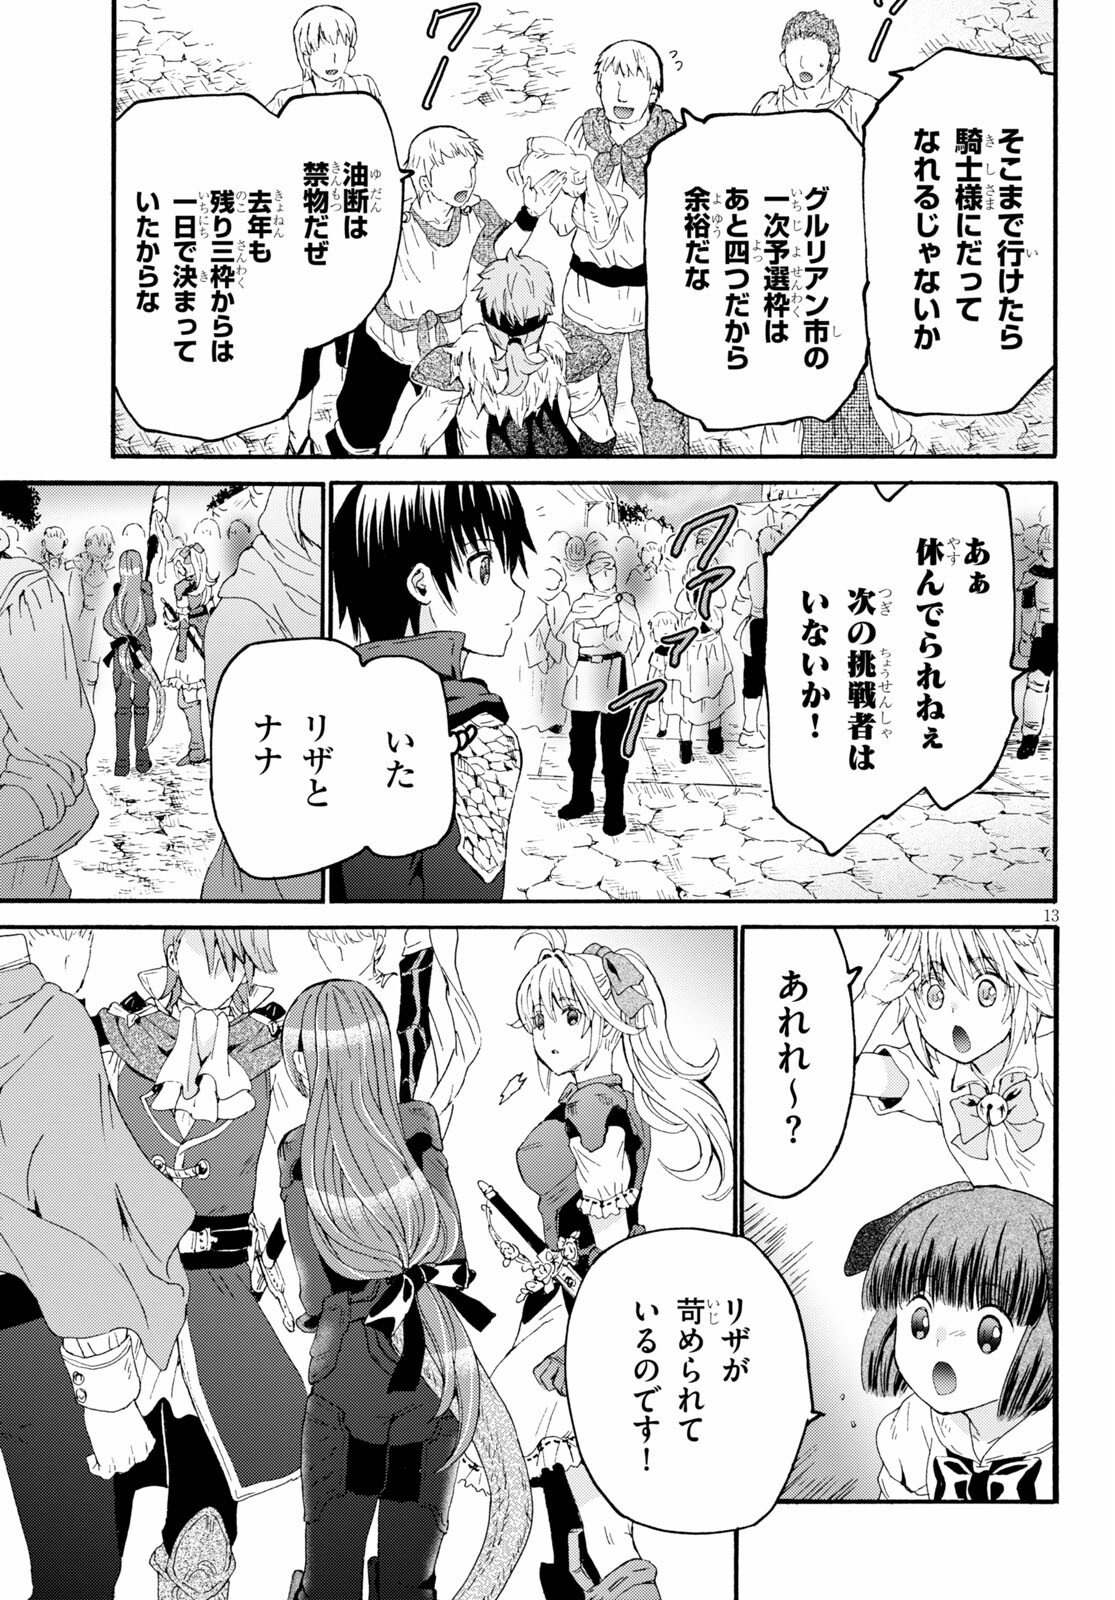 そこまで行けたら
騎士様にだって
なれるじゃないか
グルリアン市の
一次予選枠は
あと四つだから
余裕だな
油断は
禁物だぜ
去年も
残り三枠からは
一日で決まって
いたからな
ワー
ワー
あぁ
休んでられねぇ
次の挑戦者は
いないか！
ワァァー
いた
リザと
ナナ
13
あれれ〜？
リザが
苛められて
いるのです！